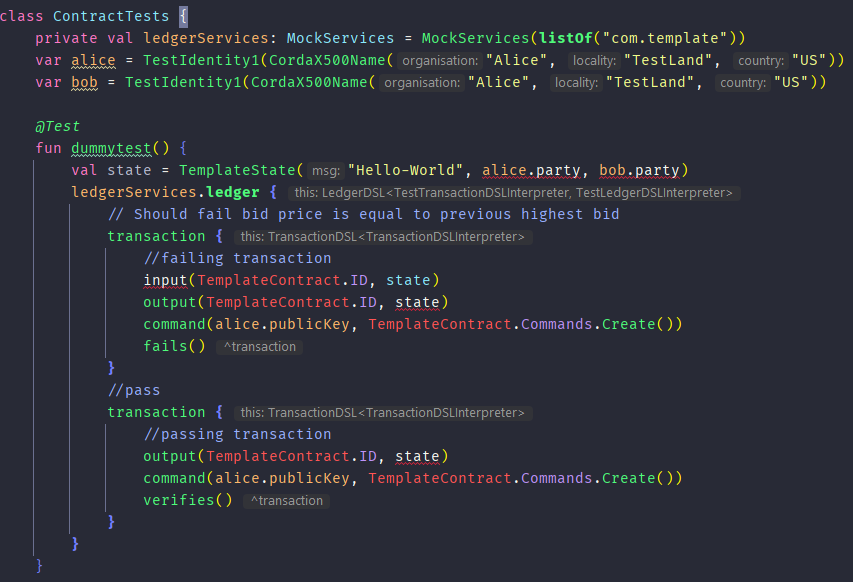 class ContractTests {
private val ledgerServices: MockServices = MockServices(listOf("com.template"))
var alice = TestIdentity1(CordaX500Name( organisation: "Alice", locality: "TestLand", country: "US"))
var bob = TestIdentity1(CordaX500Name( organisation: "Alice", locality: "TestLand", country: "US"))
@Test
fun dummytest() {
val state = TemplateState( msg: "Hello-World", alice.party, bob.party)
ledgerServices.ledger { this: LedgerDSL<TestTransactionDSLInterpreter, TestLedgerDSLInterpreter>
// Should fail bid price is equal to previous highest bid
transaction { this: TransactionDSL<TransactionDSLInterpreter>
//failing transaction
input(TemplateContract.ID, state)
output(TemplateContract.ID, state)
command(alice.publicKey, TemplateContract.Commands.Create())
fails() ^transaction
}
//pass
transaction { this: TransactionDSL<TransactionDSLInterpreter>
//passing transaction
output(TemplateContract.ID, state)
command(alice.publicKey, TemplateContract.Commands.Create())
verifies() ^transaction
}
}
}